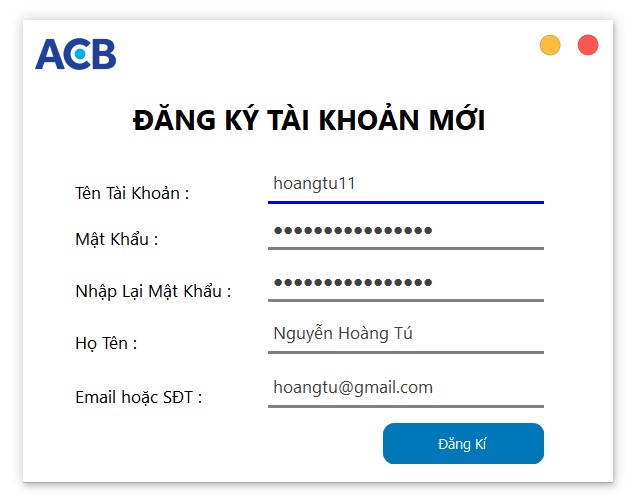 ACB
ĐĂNG KÝ TÀI KHOẢN MỚI
Tên Tài Khoản : hoangtu11
Mật Khẩu : ●●●●●●●●●●●●●●●●
Nhập Lại Mật Khẩu : ●●●●●●●●●●●●●●●●
Họ Tên : Nguyễn Hoàng Tú
Email hoặc SĐT : hoangtu@gmail.com
Đăng Kí